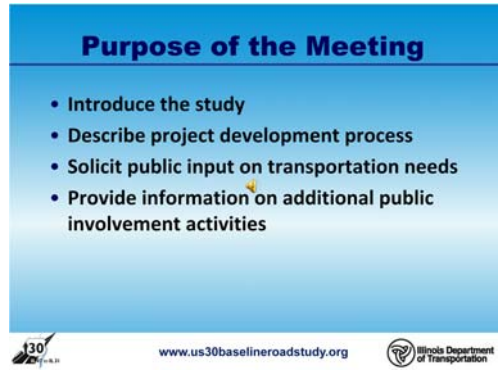 Purpose of the Meeting
• Introduce the study
• Describe project development process
• Solicit public input on transportation needs
• Provide information on additional public
involvement activities
30
www.us30baselineroadstudy.org
Illinois Department
of Transportation